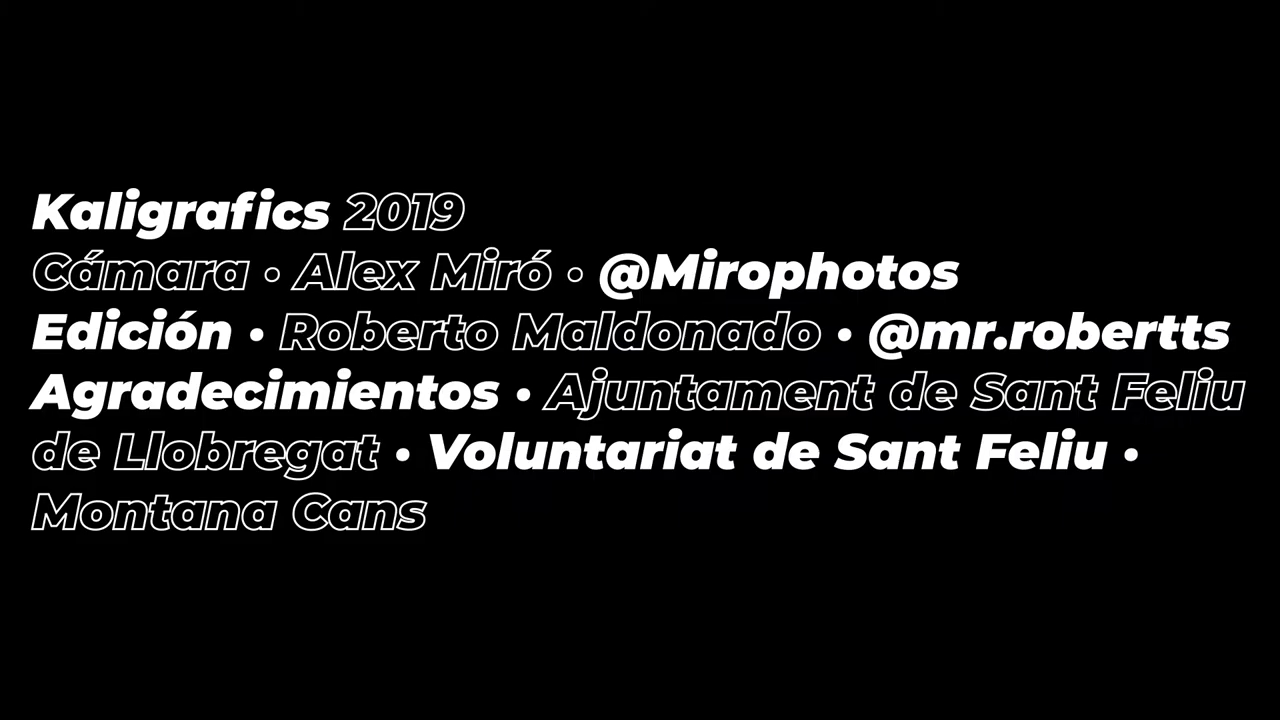 Kaligrafics 2019
Cámara • Alex Miró • @Mirophotos
Edición • Roberto Maldonado • @mr.robertts
Agradecimientos • Ajuntament de Sant Feliu
de Llobregat • Voluntariat de Sant Feliu •
Montana Cans